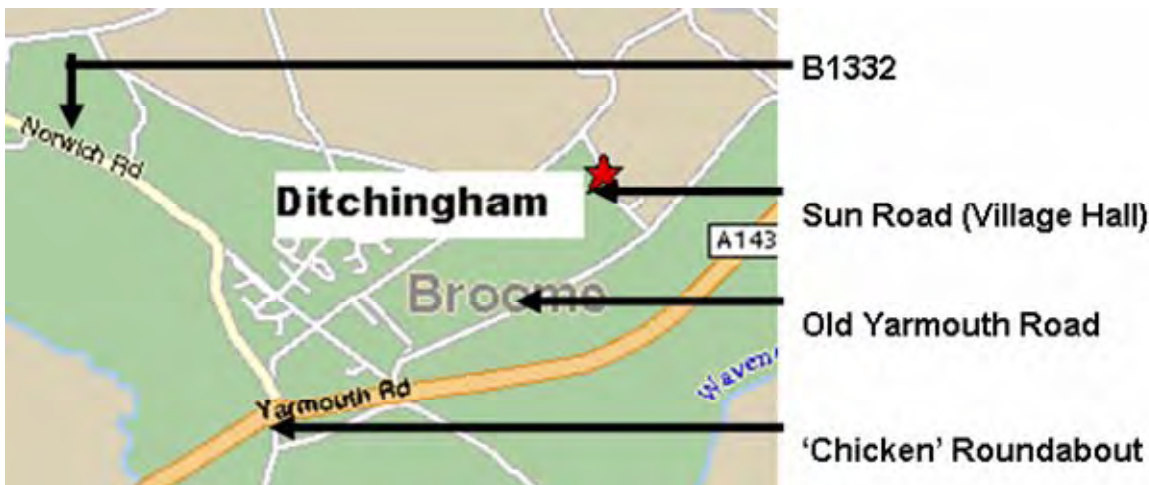 B1332
Norwich Rd
Ditchingham
Sun Road (Village Hall)
A143
Broome
Old Yarmouth Road
Yarmouth Rd
'Chicken' Roundabout